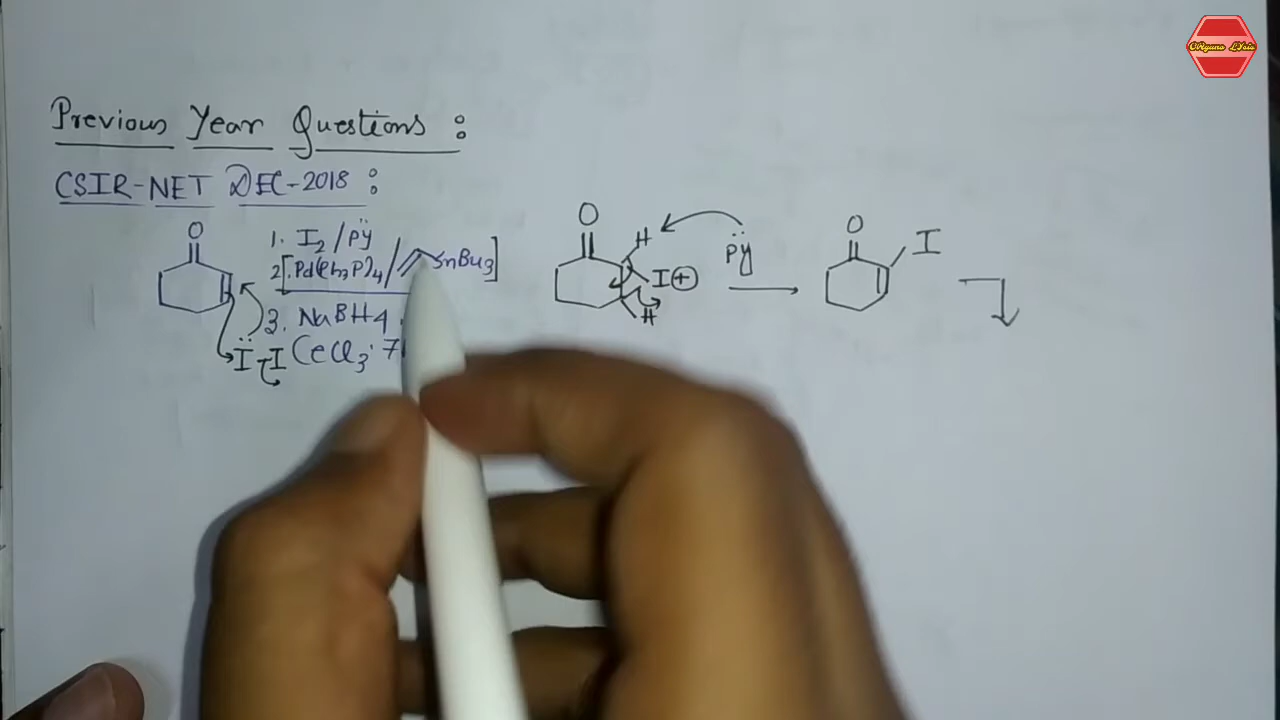 Previous Year Questions :
CSIR-NET DEC-2018 :
O
1. I2/Py
2[.Pd(Ph3P)4/ SnBu3]
3. NaBH4
I-I CeCl3.7
O
H
I+
H
Py
O
I